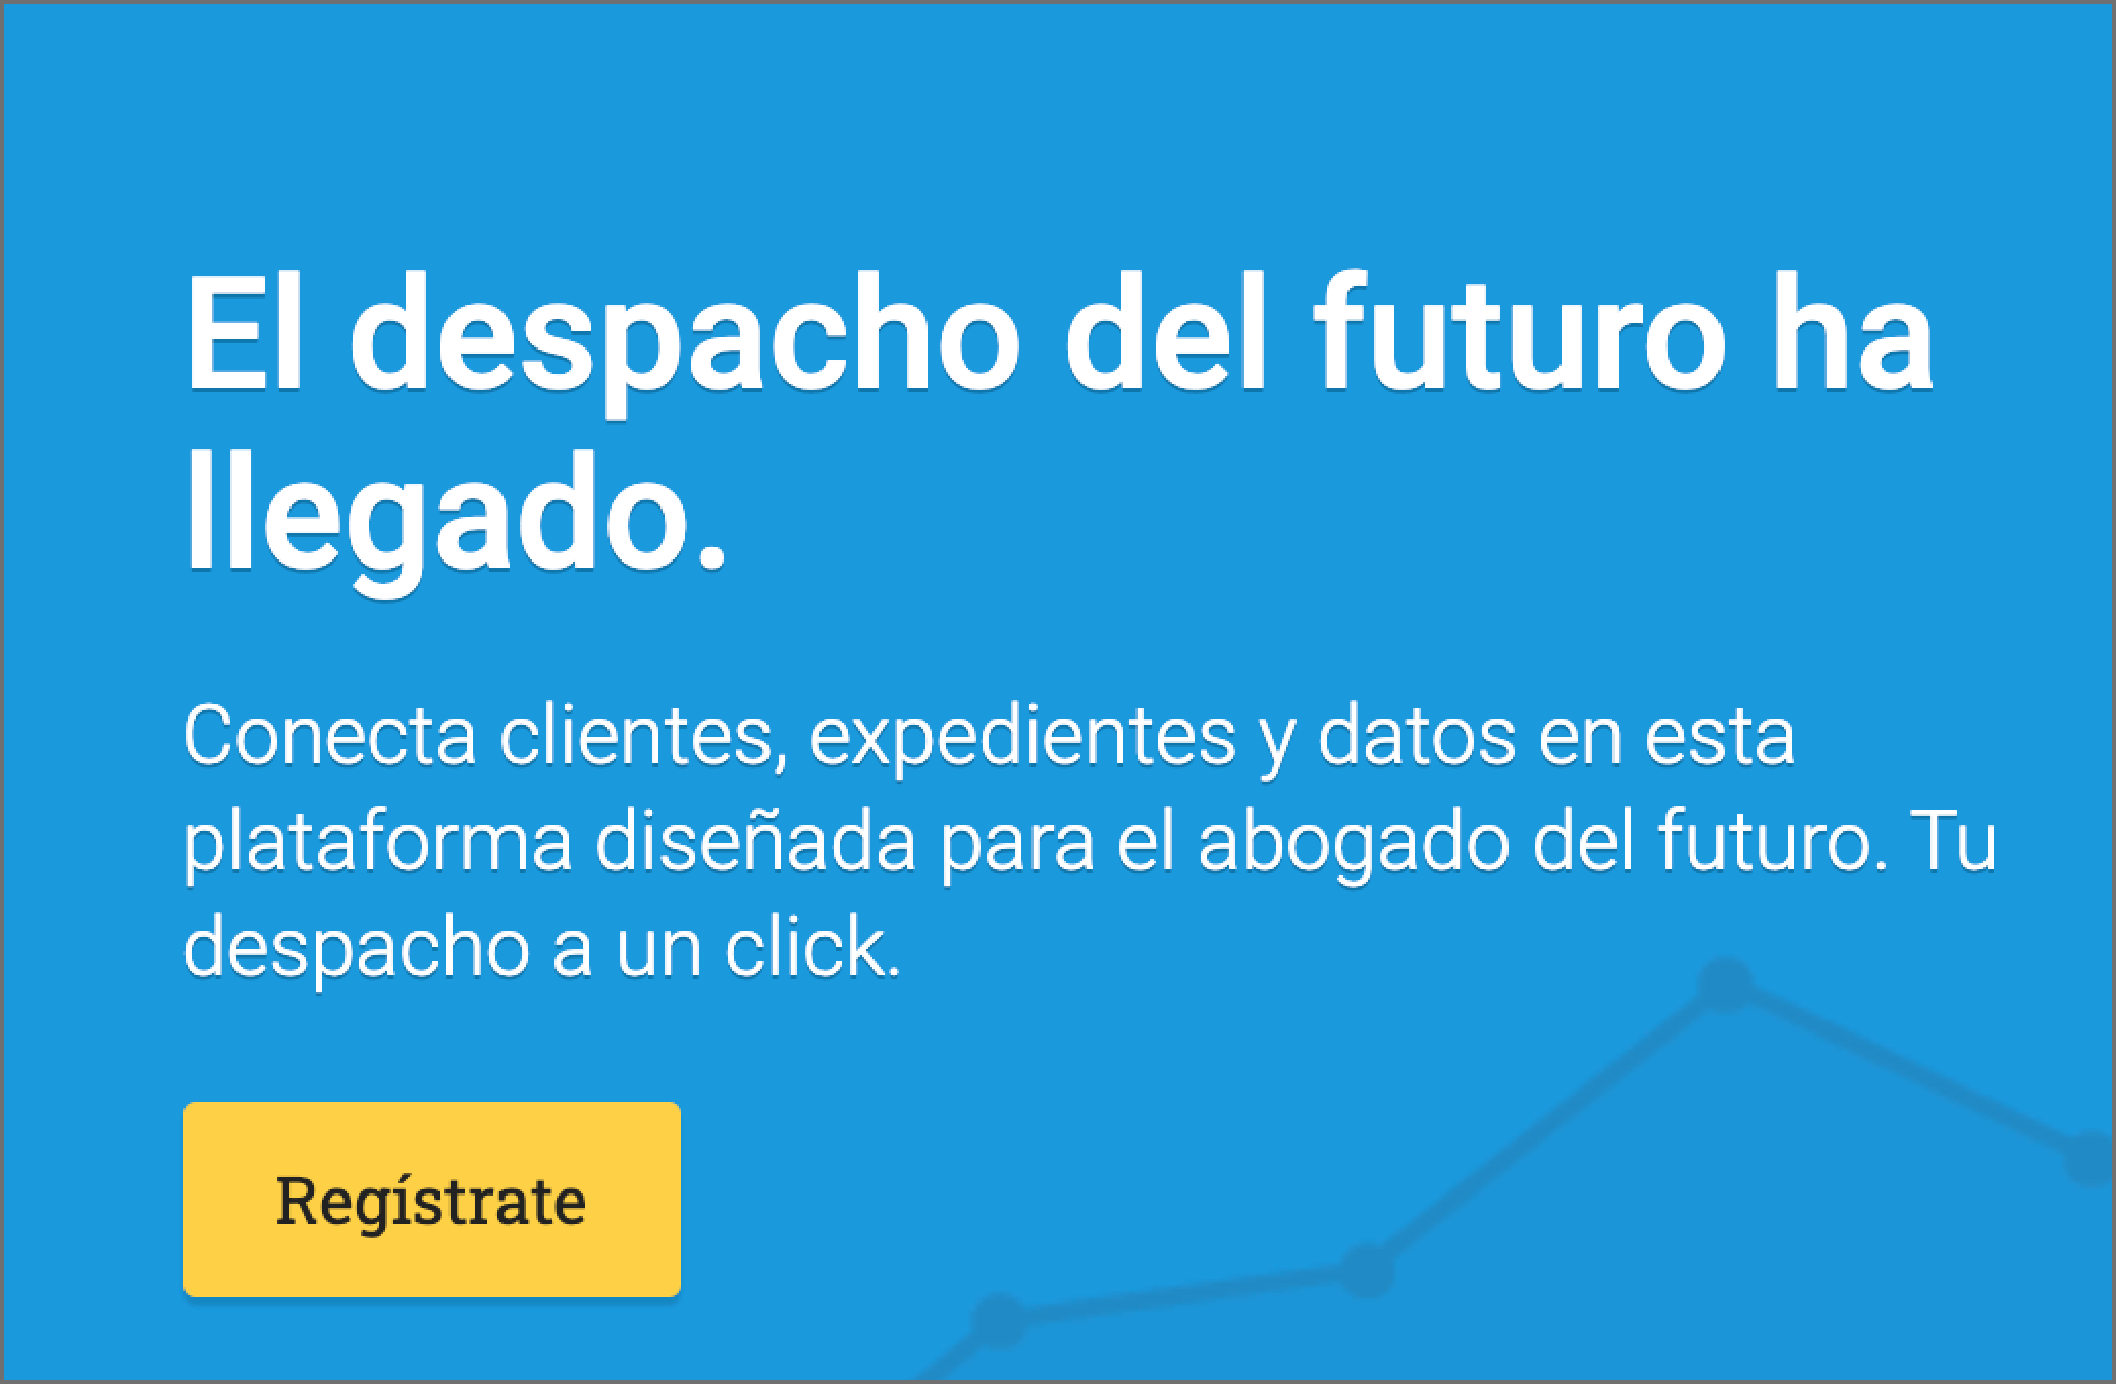 El despacho del futuro ha
llegado.
Conecta clientes, expedientes y datos en esta
plataforma diseñada para el abogado del futuro. Tu
despacho a un click.
Regístrate